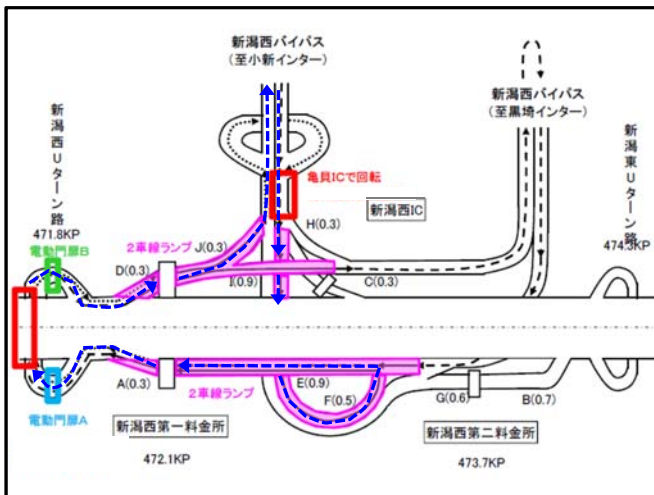 新潟西バイパス
(至小新インター)
新潟西バイパス
(至黒埼インター)
新潟西Uターン路
新潟東Uターン路
亀貝ICで回転
新潟西IC
H(0.3)
471.8KP
474.3KP
電動門扉B
2車線ランプ
J(0.3)
D(0.3)
I(0.9)
C(0.3)
A(0.3)
E(0.9)
F(0.5)
G(0.6)
B(0.7)
2車線ランプ
電動門扉A
新潟西第一料金所
新潟西第二料金所
472.1KP
473.7KP